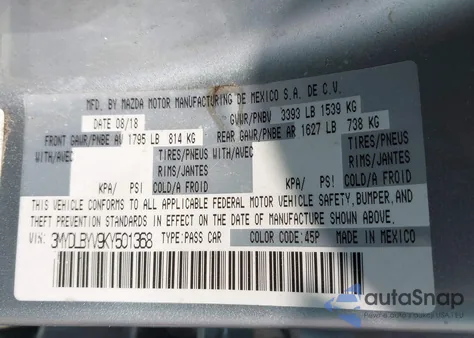 MFD. BY MAZDA MOTOR MANUFACTURING DE MEXICO S.A. DE C.V.
DATE 08/18 GVWR/PNBV 3393 LB 1539 KG
FRONT GAWR/PNBE AV 1795 LB 814 KG REAR GAWR/PNBE AR 1627 LB 738 KG
WITH/AVEC TIRES/PNEUS WITH/AVEC TIRES/PNEUS
RIMS/JANTES RIMS/JANTES
KPA/ PSI COLD/A FROID KPA/ PSI COLD/A FROID
THIS VEHICLE CONFORMS TO ALL APPLICABLE FEDERAL MOTOR VEHICLE SAFETY, BUMPER, AND
THEFT PREVENTION STANDARDS IN EFFECT ON THE DATE OF MANUFACTURE SHOWN ABOVE.
VIN: 3MYDLBYV9KY501368 TYPE: PASS CAR COLOR CODE: 45P MADE IN MEXICO
autaSnap